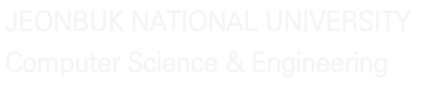 JEONBUK NATIONAL UNIVERSITY
Computer Science & Engineering